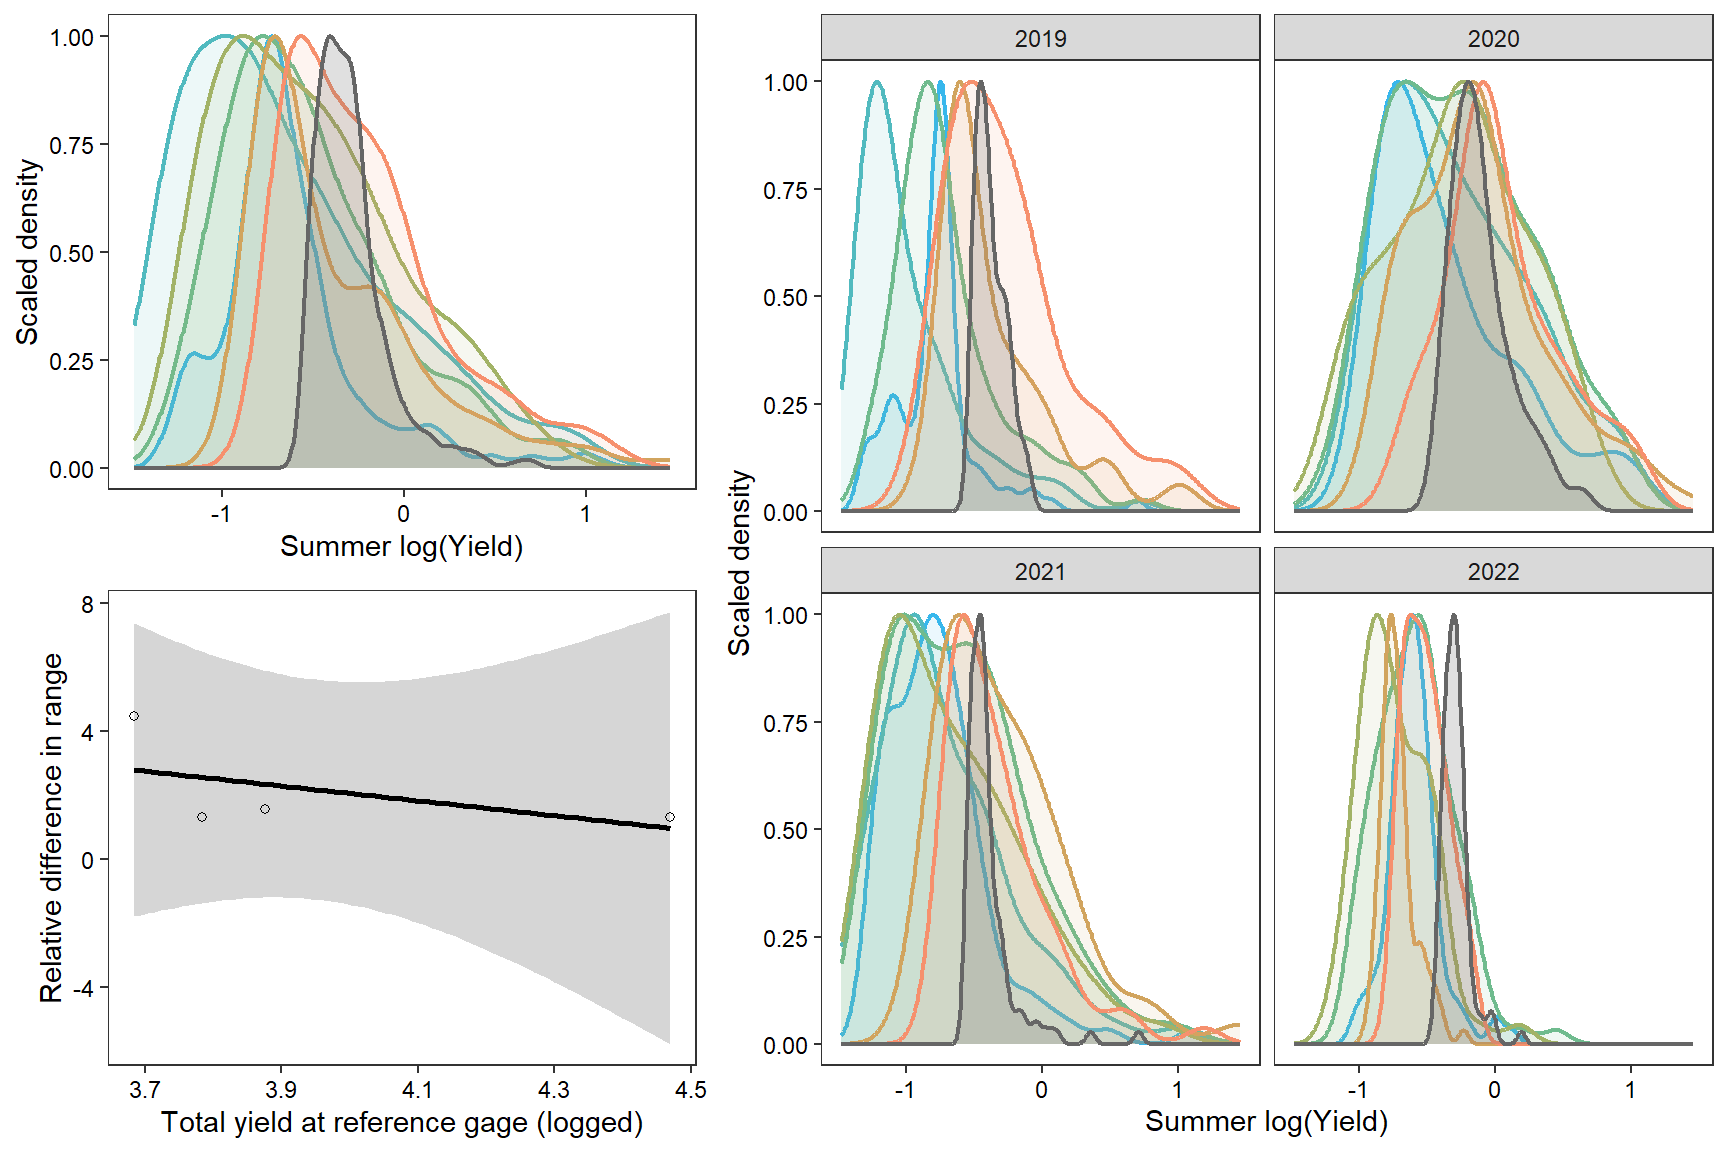 1.00
0.75
0.50
0.25
0.00
Scaled density
-1 0 1
Summer log(Yield)
8
4
0
-4
Relative difference in range
3.7 3.9 4.1 4.3 4.5
Total yield at reference gage (logged)
2019 2020
1.00
0.75
0.50
0.25
0.00
Scaled density
2021 2022
1.00
0.75
0.50
0.25
0.00
-1 0 1 -1 0 1
Summer log(Yield)